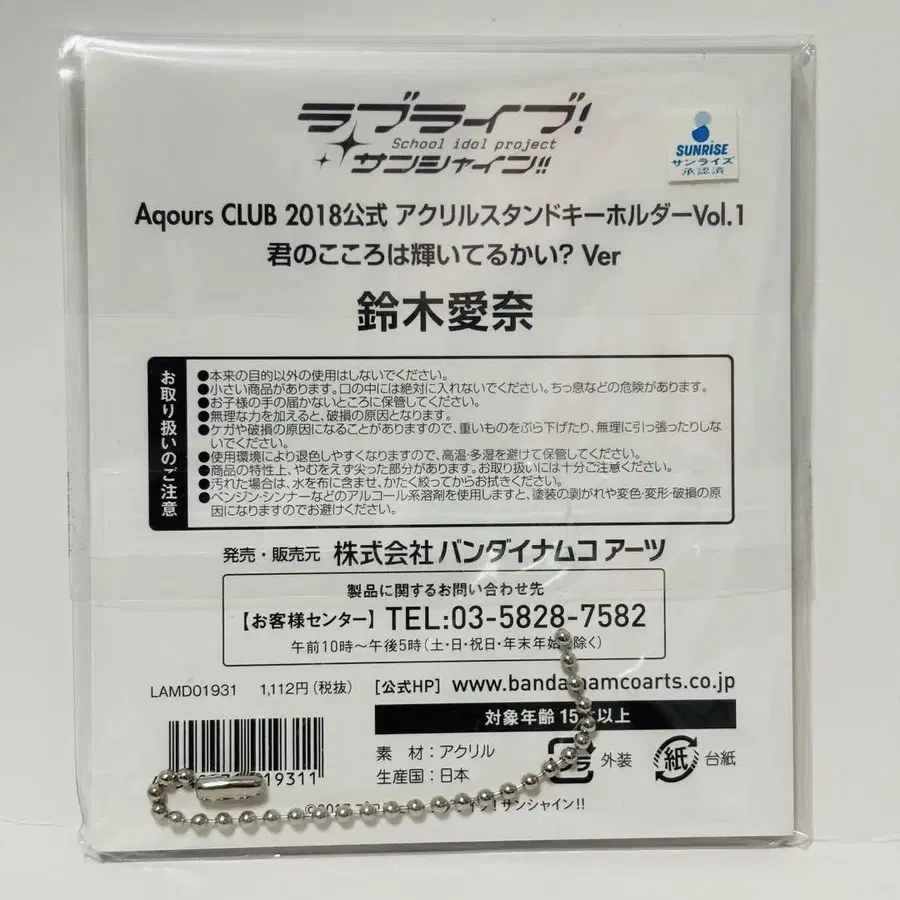 ラブライブ!
School idol project
サンシャイン!!
SUNRISE
サンライズ
承認済
Aqours CLUB 2018公式 アクリルスタンドキーホルダーVol.1
君のこころは輝いてるかい? Ver
鈴木愛奈
お取り扱いのご注意
●本来の目的以外の使用はしないでください。
●小さい商品があります。口の中には絶対に入れないでください。ちっ息などの危険があります。
●お子様の手の届かないところに保管してください。
●無理な力を加えると、破損の原因となります。
●ケガや破損の原因になることがありますので、重いものをぶら下げたり、無理に引っ張ったりしな
いでください。
●使用環境により退色しやすくなりますので、高温・多湿を避けて保管してください。
●商品の特性上、やむをえず尖った部分があります。お取り扱いには十分ご注意ください。
●汚れた場合は、水を布に含ませ、かたく絞ってからお拭きください。
●ベンジン・シンナーなどのアルコール系溶剤を使用しますと、塗装の剥がれや変色・変形・破損の原
因になりますのでお避けください。
発売・販売元 株式会社バンダイナムコアーツ
製品に関するお問い合わせ先
【お客様センター】 TEL:03-5828-7582
午前10時〜午後5時(土・日・祝日・年末年始 除く)
LAMD01931 1,112円(税抜) [公式HP] www.bandainamcoarts.co.jp
対象年齢 15 以上
素 材:アクリル
生産国:日本
外装
紙 台紙
19311
サンシャイン!!